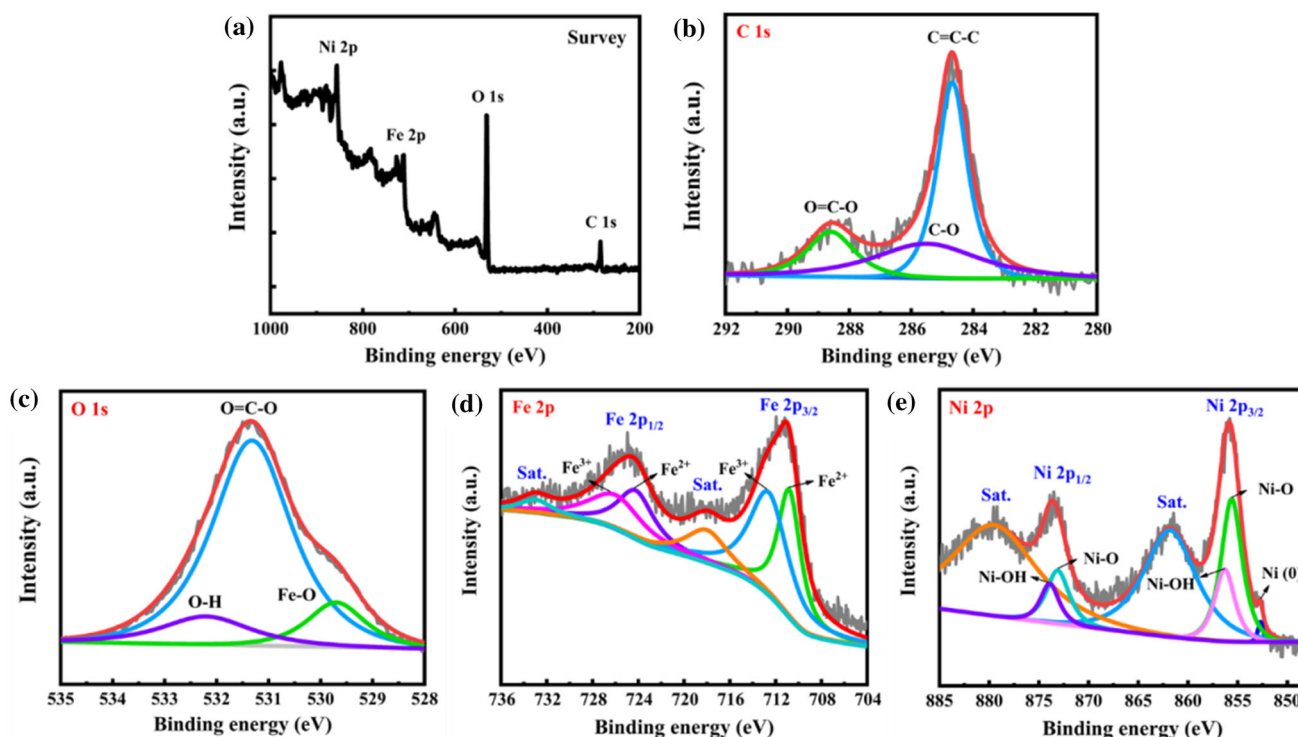 (a)
Survey
Ni 2p
Fe 2p
O 1s
C 1s
Intensity (a.u.)
1000 800 600 400 200
Binding energy (eV)
(b)
C 1s
C=C-C
O=C-O
C-O
Intensity (a.u.)
292 290 288 286 284 282 280
Binding energy (eV)
(c)
O 1s
O=C-O
O-H
Fe-O
Intensity (a.u.)
535 533 532 531 530 529 528
Binding energy (eV)
(d)
Fe 2p
Fe 2p3/2
Fe 2p1/2
Fe3+
Fe2+
Fe3+
Fe2+
Sat.
Sat.
Intensity (a.u.)
736 732 728 724 720 716 712 708 704
Binding energy (eV)
(e)
Ni 2p
Ni 2p3/2
Ni 2p1/2
Sat.
Sat.
Ni-O
Ni-OH
Ni-O
Ni-OH
Ni (0)
Intensity (a.u.)
885 880 875 870 865 860 855 850
Binding energy (eV)